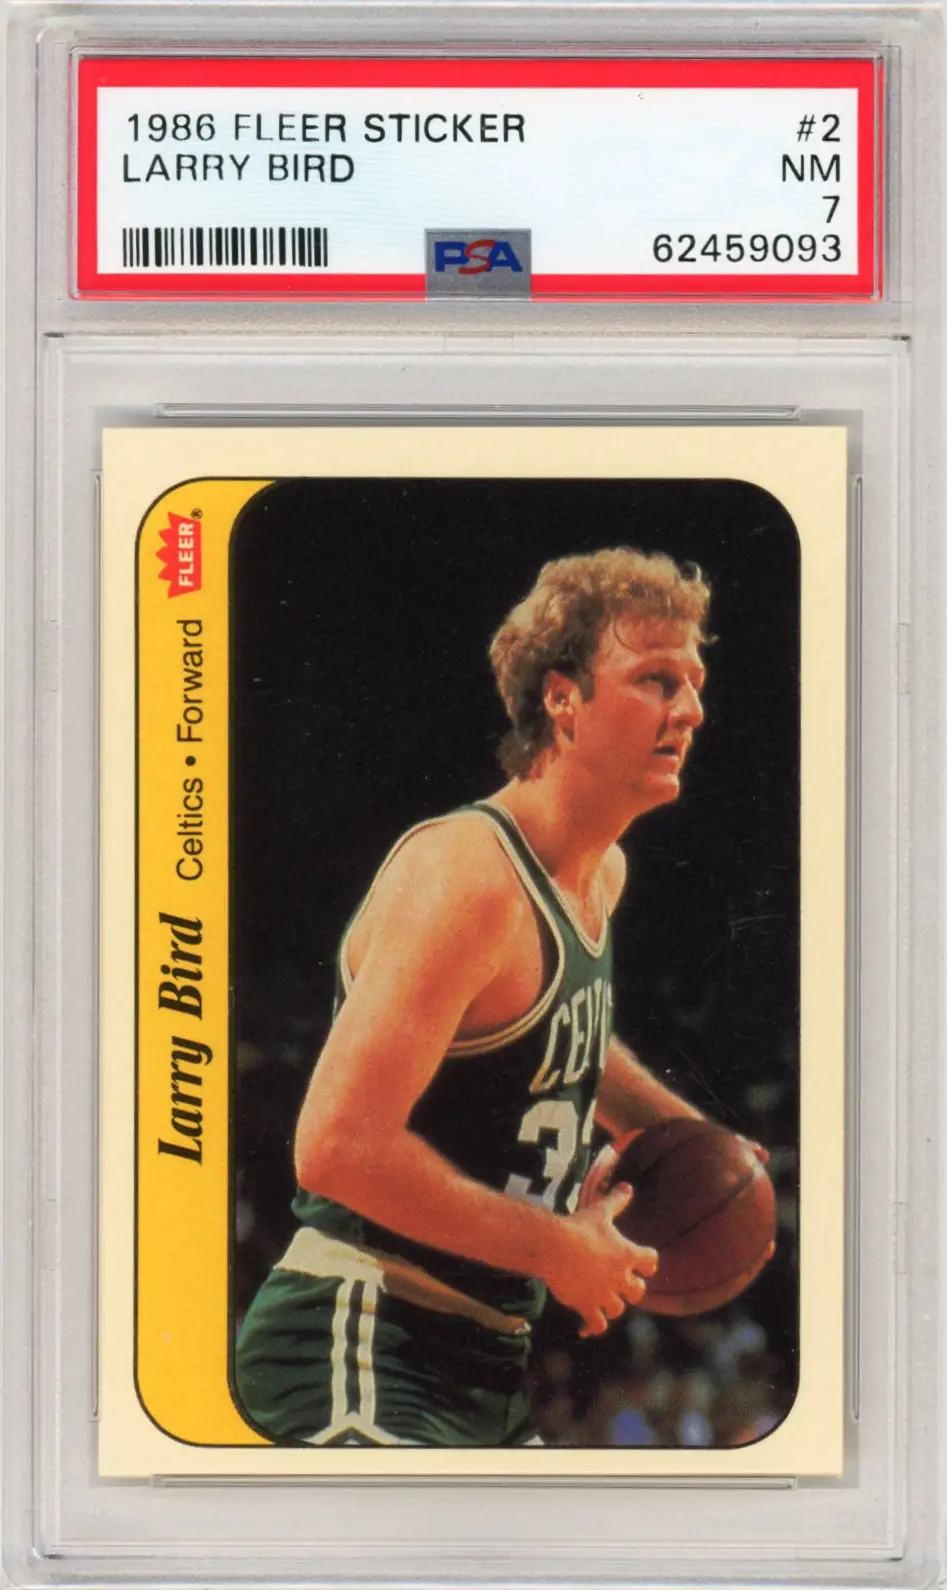 1986 FLEER STICKER
#2
LARRY BIRD
NM
7
PSA
62459093
FLEER®
Larry Bird Celtics • Forward